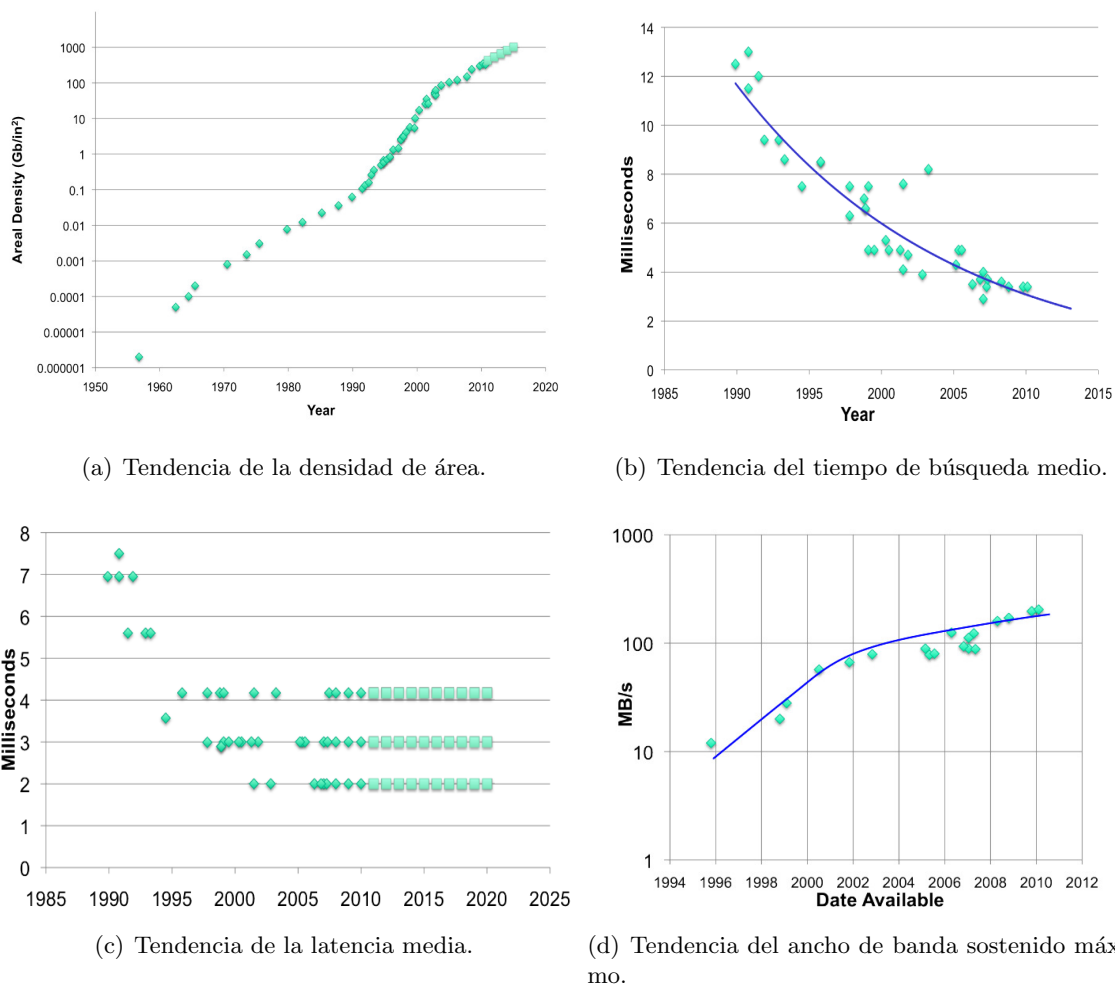 1000
100
10
1
0.1
0.01
0.001
0.0001
0.00001
0.000001
Areal Density (Gb/in²)
1950 1960 1970 1980 1990 2000 2010 2020
Year
(a) Tendencia de la densidad de área.
14
12
10
8
6
4
2
0
Milliseconds
1985 1990 1995 2000 2005 2010 2015
Year
(b) Tendencia del tiempo de búsqueda medio.
8
7
6
5
4
3
2
1
0
Milliseconds
1985 1990 1995 2000 2005 2010 2015 2020 2025
(c) Tendencia de la latencia media.
1000
100
10
1
MB/s
1994 1996 1998 2000 2002 2004 2006 2008 2010 2012
Date Available
(d) Tendencia del ancho de banda sostenido máx
mo.